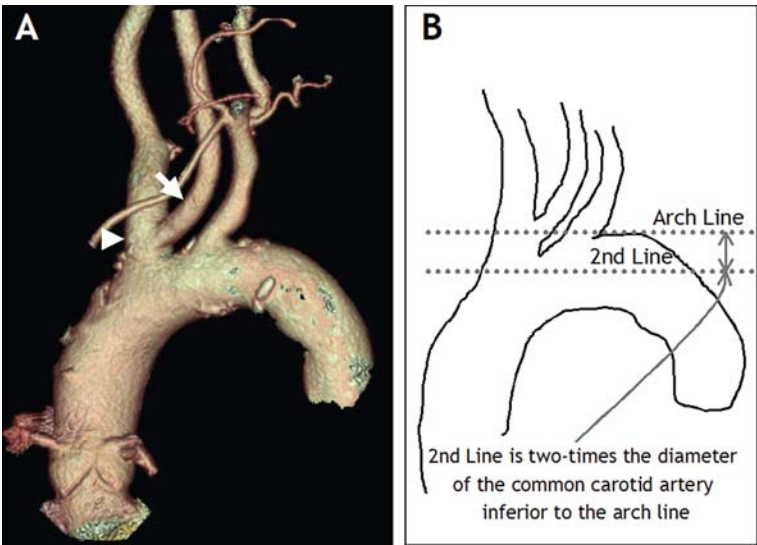 A
B
Arch Line
2nd Line
2nd Line is two-times the diameter
of the common carotid artery
inferior to the arch line